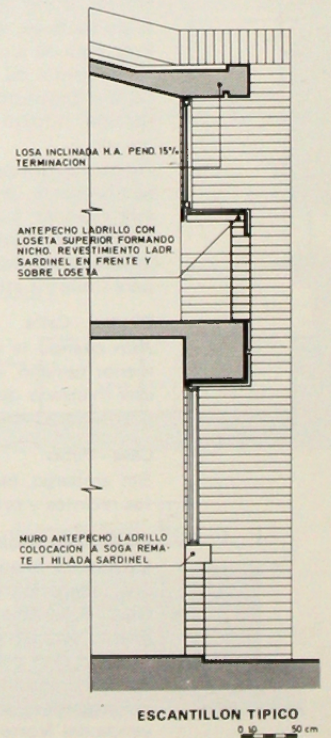 LOSA INCLINADA H.A. PEND. 15%
TERMINACION
ANTEPECHO LADRILLO CON
LOSETA SUPERIOR FORMANDO
NICHO. REVESTIMIENTO LADR.
SARDINEL EN FRENTE Y
SOBRE LOSETA
MURO ANTEPECHO LADRILLO
COLOCACION A SOGA REMA-
TE 1 HILADA SARDINEL
ESCANTILLON TIPICO
0 10 50 cm